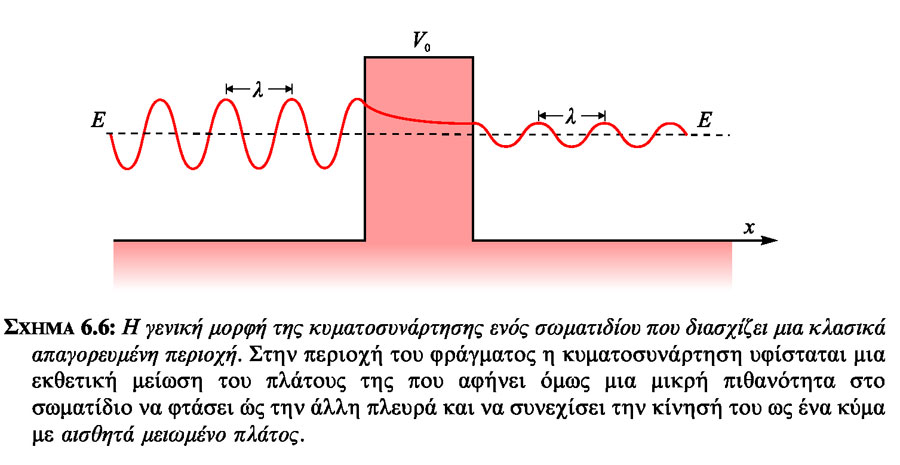 V₀
λ
λ
E
E
x
ΣΧΗΜΑ 6.6: Η γενική μορφή της κυματοσυνάρτησης ενός σωματιδίου που διασχίζει μια κλασικά
απαγορευμένη περιοχή. Στην περιοχή του φράγματος η κυματοσυνάρτηση υφίσταται μια
εκθετική μείωση του πλάτους της που αφήνει όμως μια μικρή πιθανότητα στο
σωματίδιο να φτάσει ώς την άλλη πλευρά και να συνεχίσει την κίνησή του ως ένα κύμα
με αισθητά μειωμένο πλάτος.